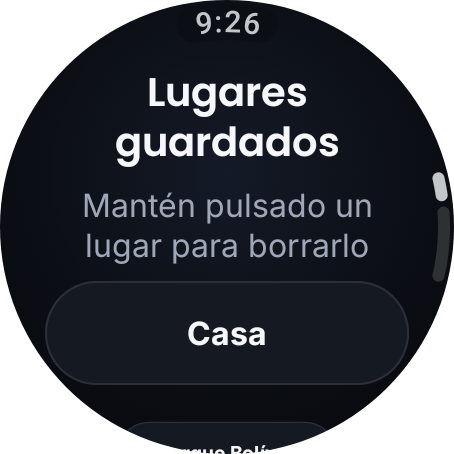 9:26
Lugares
guardados
Mantén pulsado un
lugar para borrarlo
Casa